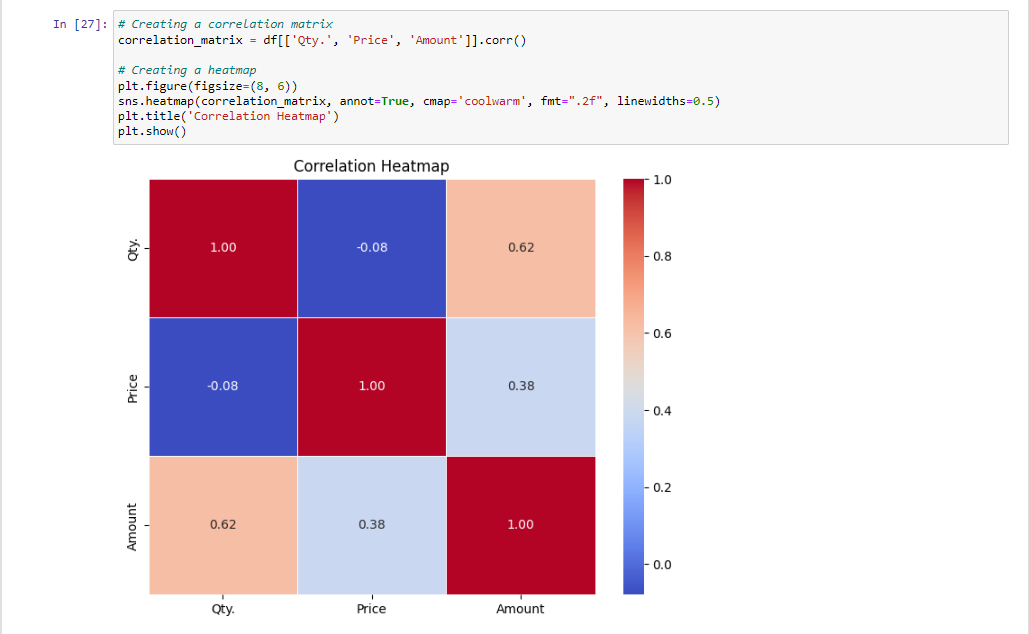 In [27]:
# Creating a correlation matrix
correlation_matrix = df[['Qty.', 'Price', 'Amount']].corr()
# Creating a heatmap
plt.figure(figsize=(8, 6))
sns.heatmap(correlation_matrix, annot=True, cmap='coolwarm', fmt=".2f", linewidths=0.5)
plt.title('Correlation Heatmap')
plt.show()
Correlation Heatmap
Qty.
1.00 -0.08 0.62
Price
-0.08 1.00 0.38
Amount
0.62 0.38 1.00
Qty. Price Amount
1.0
0.8
0.6
0.4
0.2
0.0